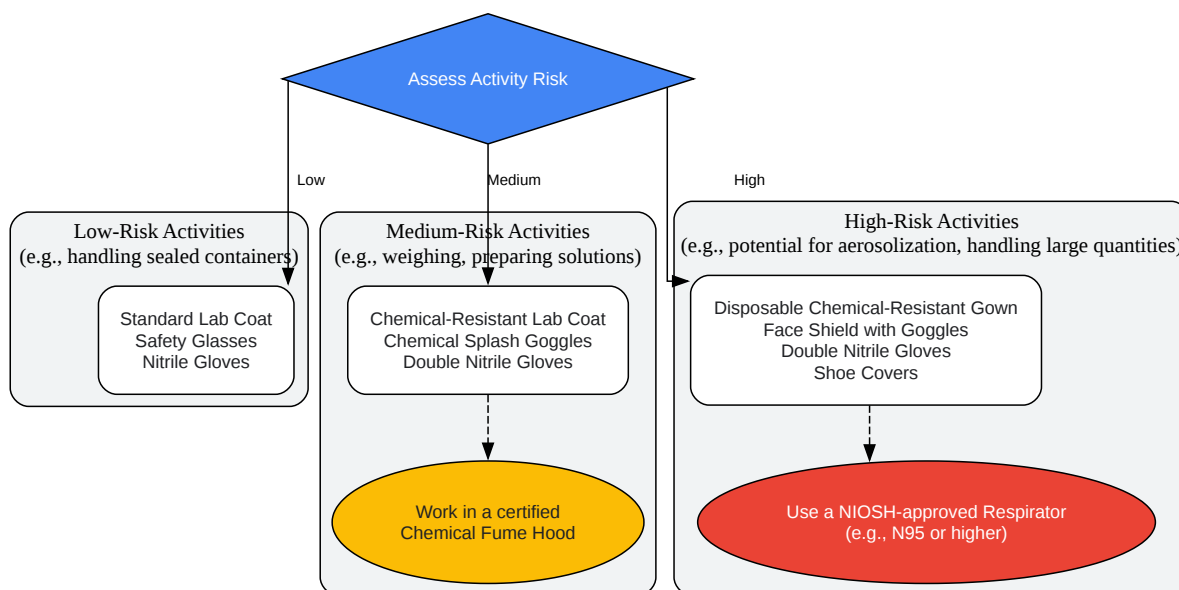 Assess Activity Risk
Low
Medium
High
Low-Risk Activities
(e.g., handling sealed containers)
Standard Lab Coat
Safety Glasses
Nitrile Gloves
Medium-Risk Activities
(e.g., weighing, preparing solutions)
Chemical-Resistant Lab Coat
Chemical Splash Goggles
Double Nitrile Gloves
Work in a certified
Chemical Fume Hood
High-Risk Activities
(e.g., potential for aerosolization, handling large quantities)
Disposable Chemical-Resistant Gown
Face Shield with Goggles
Double Nitrile Gloves
Shoe Covers
Use a NIOSH-approved Respirator
(e.g., N95 or higher)